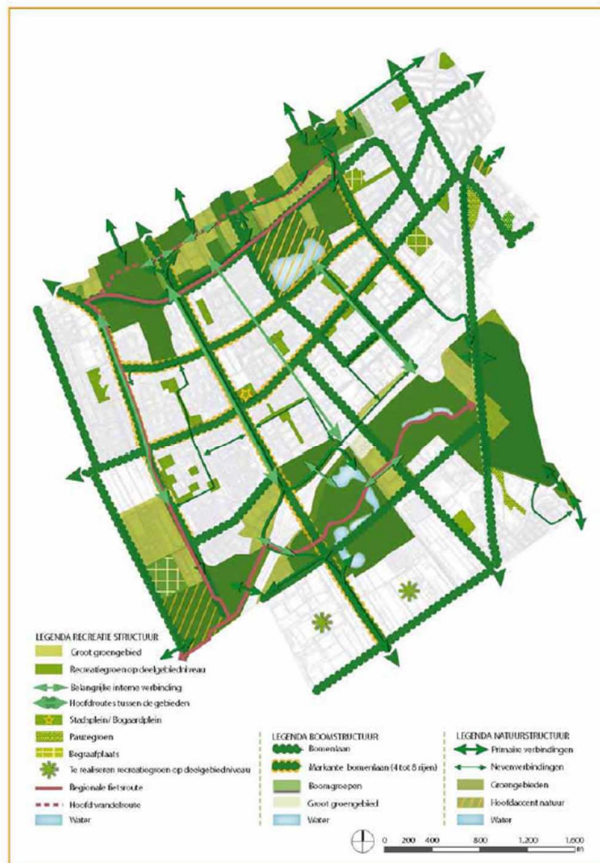 LEGENDA RECREATIE STRUCTUUR
Groot groengebied
Recreatiegroen op deelgebiedniveau
Belangrijke interne verbinding
Hoofdroutes tussen de gebieden
Stadsplein/ Bogaardplein
Pauzegroen
Begraafplaats
Te realiseren recreatiegroen op deelgebiedniveau
Regionale fietsroute
Hoofd wandelroute
Water
LEGENDA BOOMSTRUCTUUR
Bomenlaan
Markante bomenlaan (4 tot 8 rijen)
Boomgroepen
Groot groengebied
Water
LEGENDA NATUURSTRUCTUUR
Primaire verbindingen
Nevenverbindingen
Groengebieden
Hoofdaccent natuur
Water
0 200 400 800 1,200 1,600
m